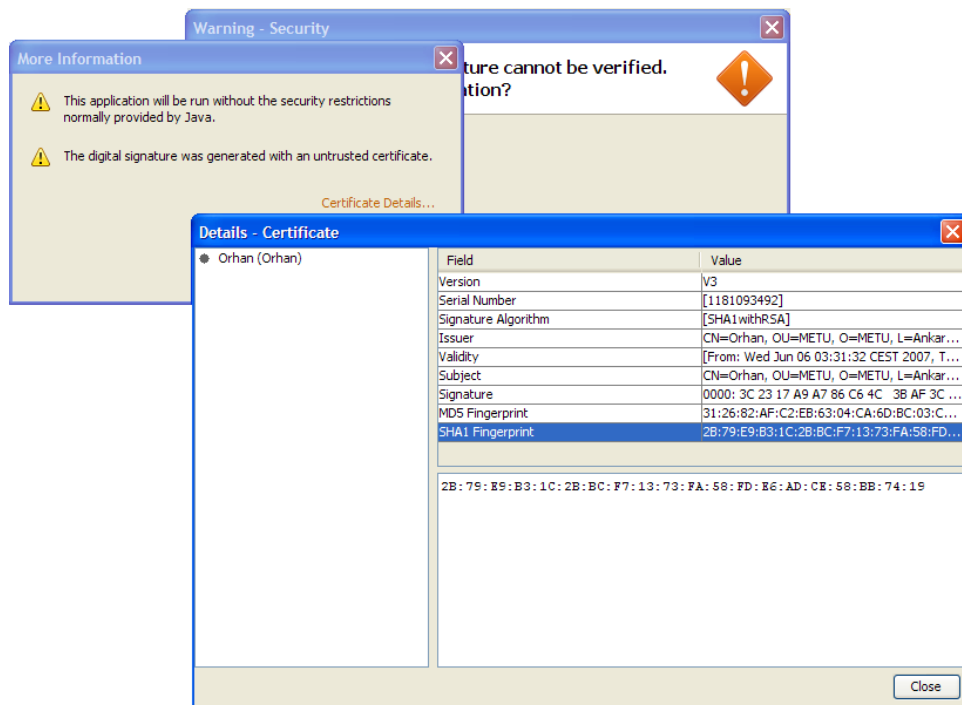 Warning - Security
ture cannot be verified.
ation?
More Information
This application will be run without the security restrictions
normally provided by Java.
The digital signature was generated with an untrusted certificate.
Certificate Details...
Details - Certificate
Orhan (Orhan)
Field Value
Version V3
Serial Number [1181093492]
Signature Algorithm [SHA1withRSA]
Issuer CN=Orhan, OU=METU, O=METU, L=Ankar...
Validity [From: Wed Jun 06 03:31:32 CEST 2007, T...
Subject CN=Orhan, OU=METU, O=METU, L=Ankar...
Signature 0000: 3C 23 17 A9 A7 86 C6 4C 3B AF 3C ...
MD5 Fingerprint 31:26:82:AF:C2:EB:63:04:CA:6D:BC:03:C...
SHA1 Fingerprint 2B:79:E9:B3:1C:2B:BC:F7:13:73:FA:58:FD...
2B:79:E9:B3:1C:2B:BC:F7:13:73:FA:58:FD:E6:AD:CE:58:BB:74:19
Close